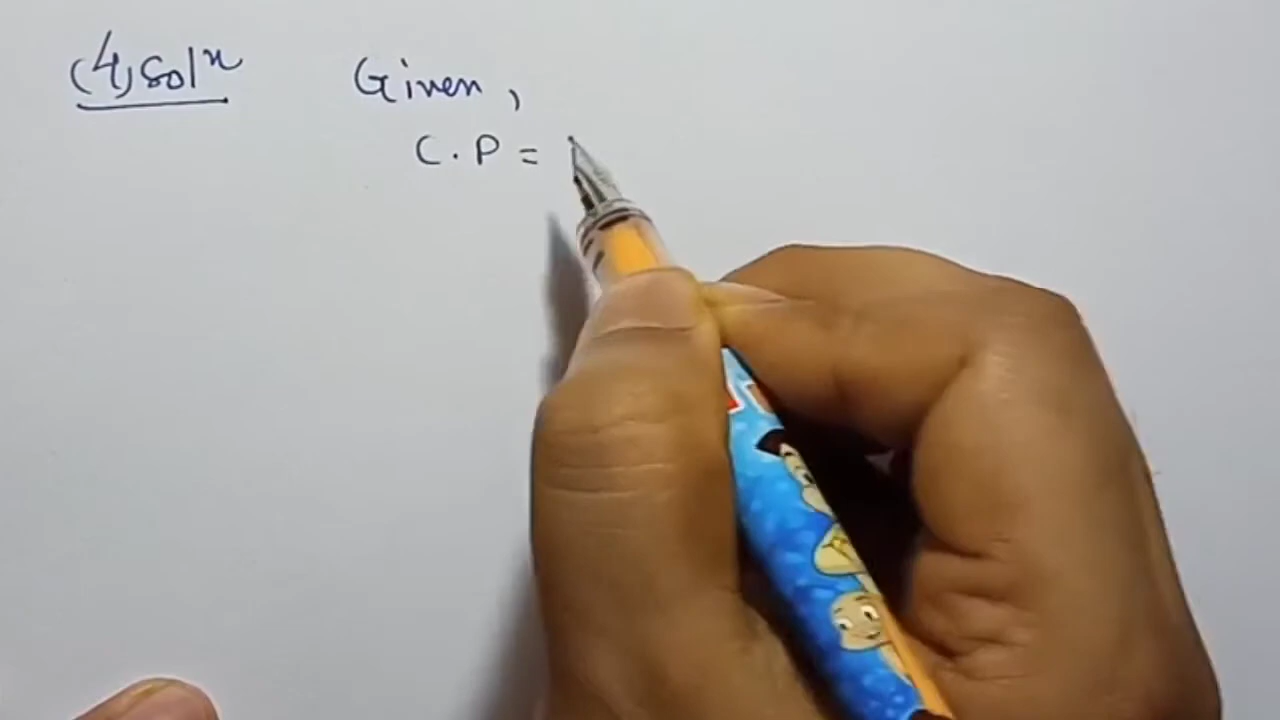 (4) Solⁿ Given,
C.P =